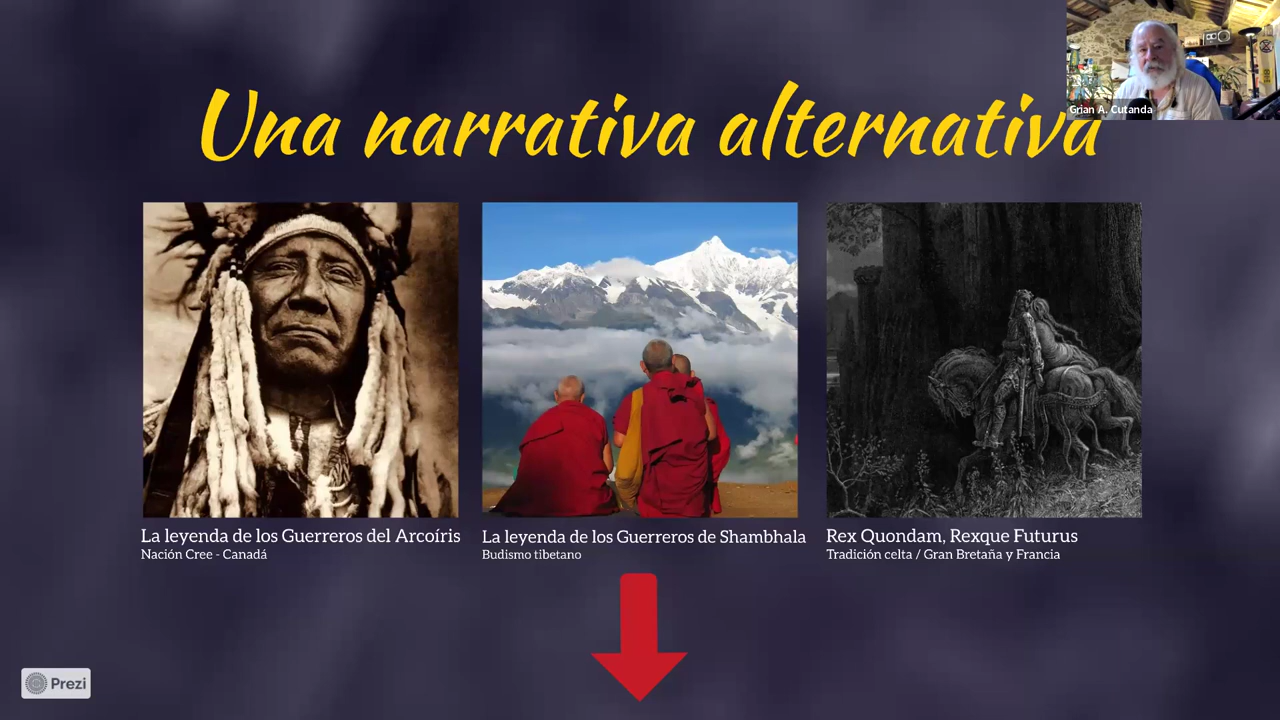 Grian A. Cutanda
Una narrativa alternativa
La leyenda de los Guerreros del Arcoíris
Nación Cree - Canadá
La leyenda de los Guerreros de Shambhala
Budismo tibetano
Rex Quondam, Rexque Futurus
Tradición celta / Gran Bretaña y Francia
Prezi